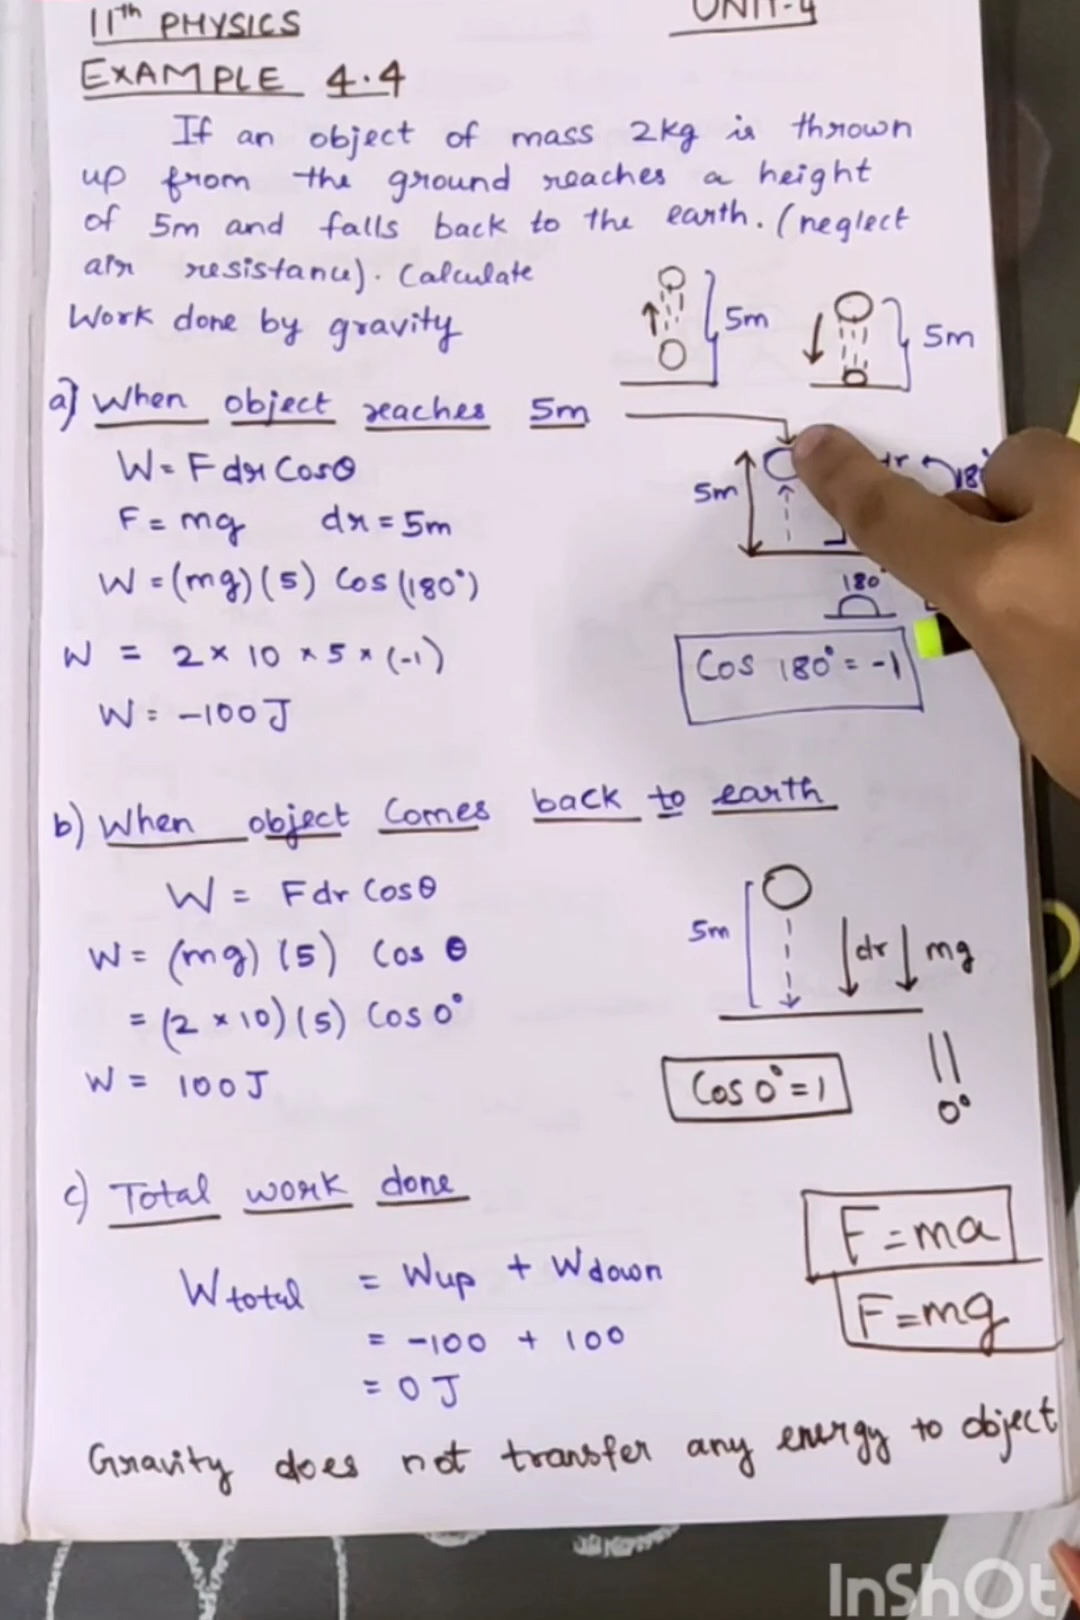 11th PHYSICS
UNIT-4
EXAMPLE 4.4
If an object of mass 2kg is thrown
up from the ground reaches a height
of 5m and falls back to the earth. (neglect
air resistance). Calculate
Work done by gravity
5m
5m
a) When object reaches 5m
W = F dr Cosθ
5m
dr
F = mg dr = 5m
W = (mg) (5) Cos (180°)
180°
W = 2 × 10 × 5 × (-1)
Cos 180° = -1
W = -100 J
b) When object Comes back to earth
W = F dr Cos θ
5m
dr
mg
W = (mg) (5) Cos θ
= (2 × 10) (5) Cos 0°
W = 100 J
Cos 0° = 1
0°
c) Total work done
F = ma
W total = Wup + Wdown
F = mg
= -100 + 100
= 0 J
Gravity does not transfer any energy to object
InShOt